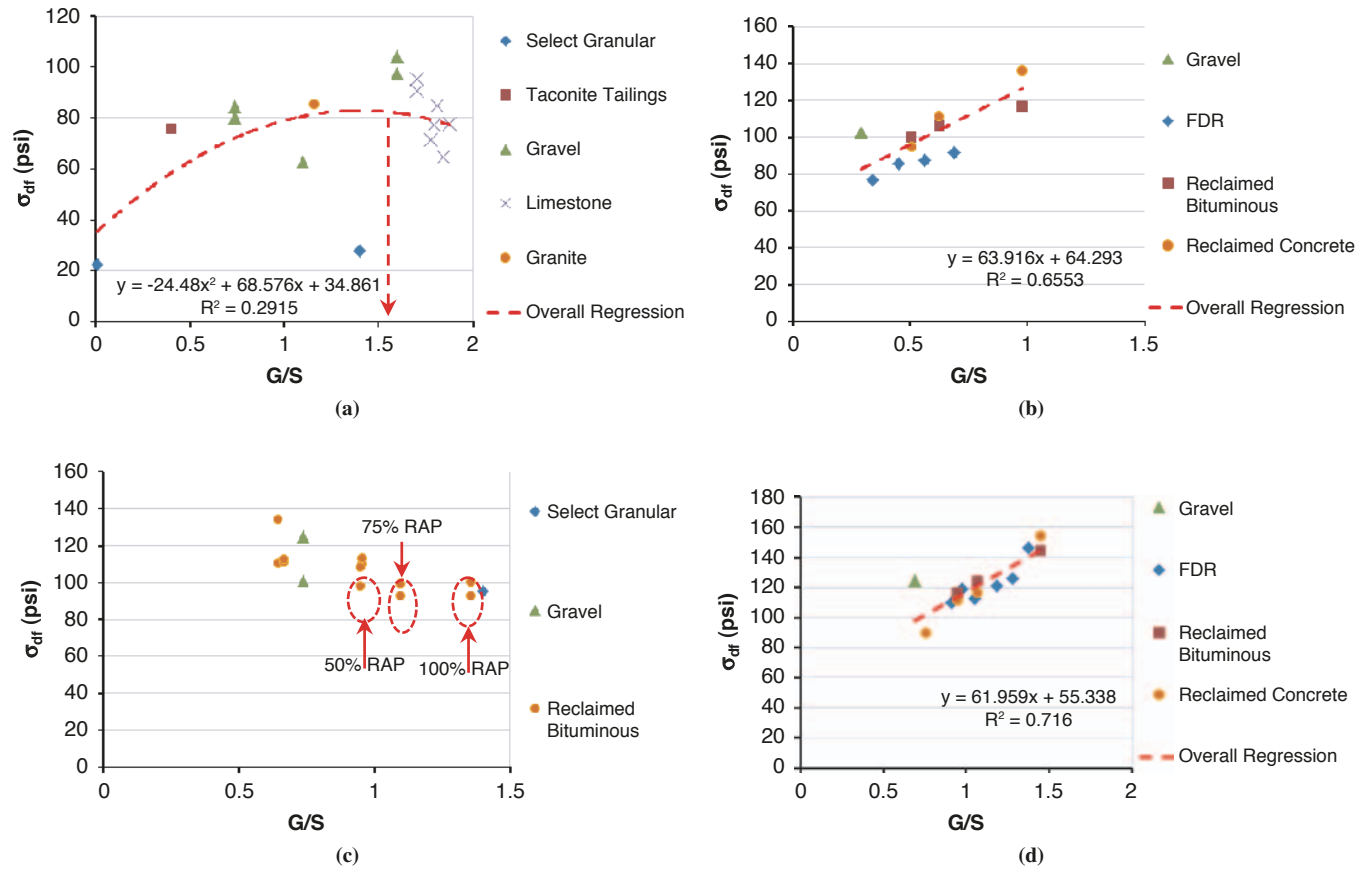 120
100
80
60
40
20
0
σdf (psi)
0
0.5
1
1.5
2
G/S
y = -24.48x² + 68.576x + 34.861
R² = 0.2915
Select Granular
Taconite Tailings
Gravel
Limestone
Granite
Overall Regression
(a)
160
140
120
100
80
60
40
20
0
σdf (psi)
0
0.5
1
1.5
G/S
y = 63.916x + 64.293
R² = 0.6553
Gravel
FDR
Reclaimed
Bituminous
Reclaimed Concrete
Overall Regression
(b)
160
140
120
100
80
60
40
20
0
σdf (psi)
0
0.5
1
1.5
G/S
75% RAP
50% RAP
100% RAP
Select Granular
Gravel
Reclaimed
Bituminous
(c)
180
160
140
120
100
80
60
40
20
0
σdf (psi)
0
0.5
1
1.5
2
G/S
y = 61.959x + 55.338
R² = 0.716
Gravel
FDR
Reclaimed
Bituminous
Reclaimed Concrete
Overall Regression
(d)